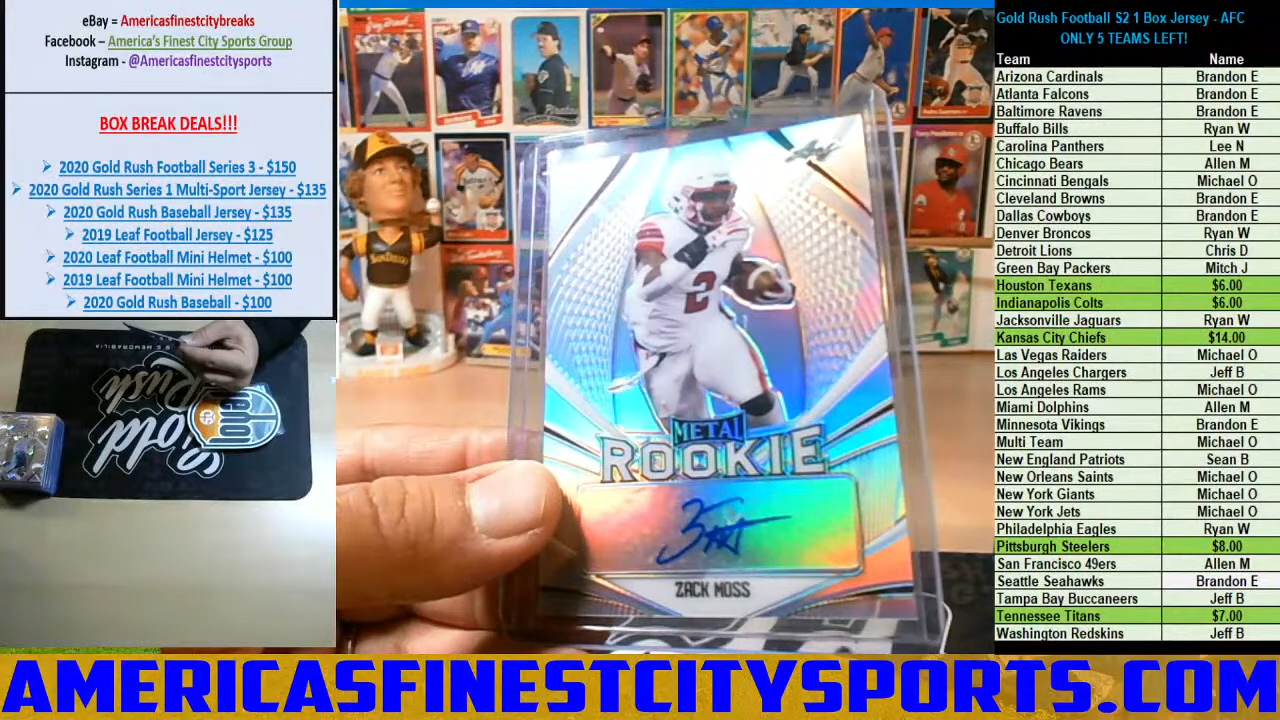 eBay = Americasfinestcitybreaks
Facebook – America's Finest City Sports Group
Instagram - @Americasfinestcitysports
BOX BREAK DEALS!!!
2020 Gold Rush Football Series 3 - $150
2020 Gold Rush Series 1 Multi-Sport Jersey - $135
2020 Gold Rush Baseball Jersey - $135
2019 Leaf Football Jersey - $125
2020 Leaf Football Mini Helmet - $100
2019 Leaf Football Mini Helmet - $100
2020 Gold Rush Baseball - $100
Gold Rush
2
METAL
ROOKIE
ZACK MOSS
Gold Rush Football S2 1 Box Jersey - AFC
ONLY 5 TEAMS LEFT!
Team Name
Arizona Cardinals Brandon E
Atlanta Falcons Brandon E
Baltimore Ravens Brandon E
Buffalo Bills Ryan W
Carolina Panthers Lee N
Chicago Bears Allen M
Cincinnati Bengals Michael O
Cleveland Browns Brandon E
Dallas Cowboys Brandon E
Denver Broncos Ryan W
Detroit Lions Chris D
Green Bay Packers Mitch J
Houston Texans $6.00
Indianapolis Colts $6.00
Jacksonville Jaguars Ryan W
Kansas City Chiefs $14.00
Las Vegas Raiders Michael O
Los Angeles Chargers Jeff B
Los Angeles Rams Michael O
Miami Dolphins Allen M
Minnesota Vikings Brandon E
Multi Team Michael O
New England Patriots Sean B
New Orleans Saints Michael O
New York Giants Michael O
New York Jets Michael O
Philadelphia Eagles Ryan W
Pittsburgh Steelers $8.00
San Francisco 49ers Allen M
Seattle Seahawks Brandon E
Tampa Bay Buccaneers Jeff B
Tennessee Titans $7.00
Washington Redskins Jeff B
AMERICASFINESTCITYSPORTS.COM